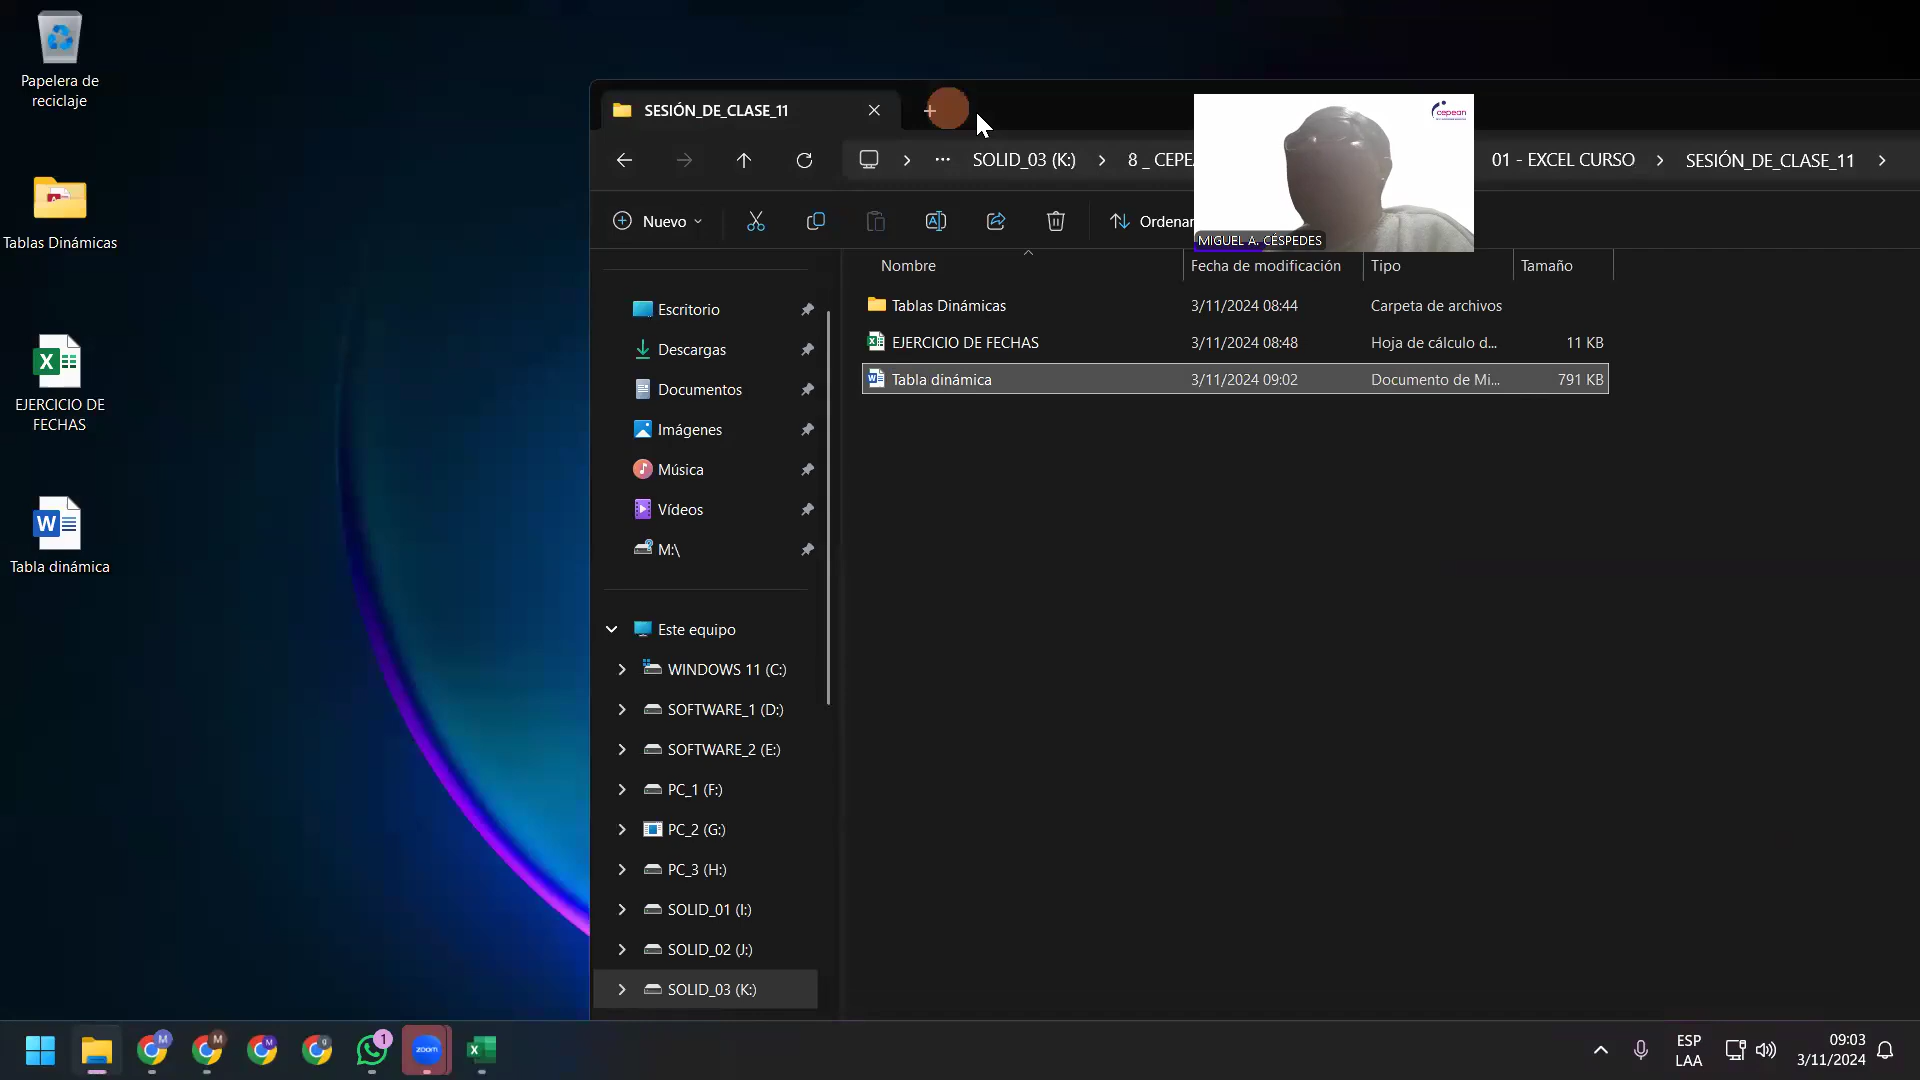 Papelera de
reciclaje
Tablas Dinámicas
EJERCICIO DE
FECHAS
Tabla dinámica
SESIÓN_DE_CLASE_11
SOLID_03 (K:)
8 _ CEPEA
01 - EXCEL CURSO
SESIÓN_DE_CLASE_11
Nuevo
Ordenar
cepean
MIGUEL A. CÉSPEDES
Nombre
Fecha de modificación
Tipo
Tamaño
Tablas Dinámicas
3/11/2024 08:44
Carpeta de archivos
EJERCICIO DE FECHAS
3/11/2024 08:48
Hoja de cálculo d...
11 KB
Tabla dinámica
3/11/2024 09:02
Documento de Mi...
791 KB
Escritorio
Descargas
Documentos
Imágenes
Música
Vídeos
M:\
Este equipo
WINDOWS 11 (C:)
SOFTWARE_1 (D:)
SOFTWARE_2 (E:)
PC_1 (F:)
PC_2 (G:)
PC_3 (H:)
SOLID_01 (I:)
SOLID_02 (J:)
SOLID_03 (K:)
M
M
M
g
1
zoom
ESP
LAA
09:03
3/11/2024